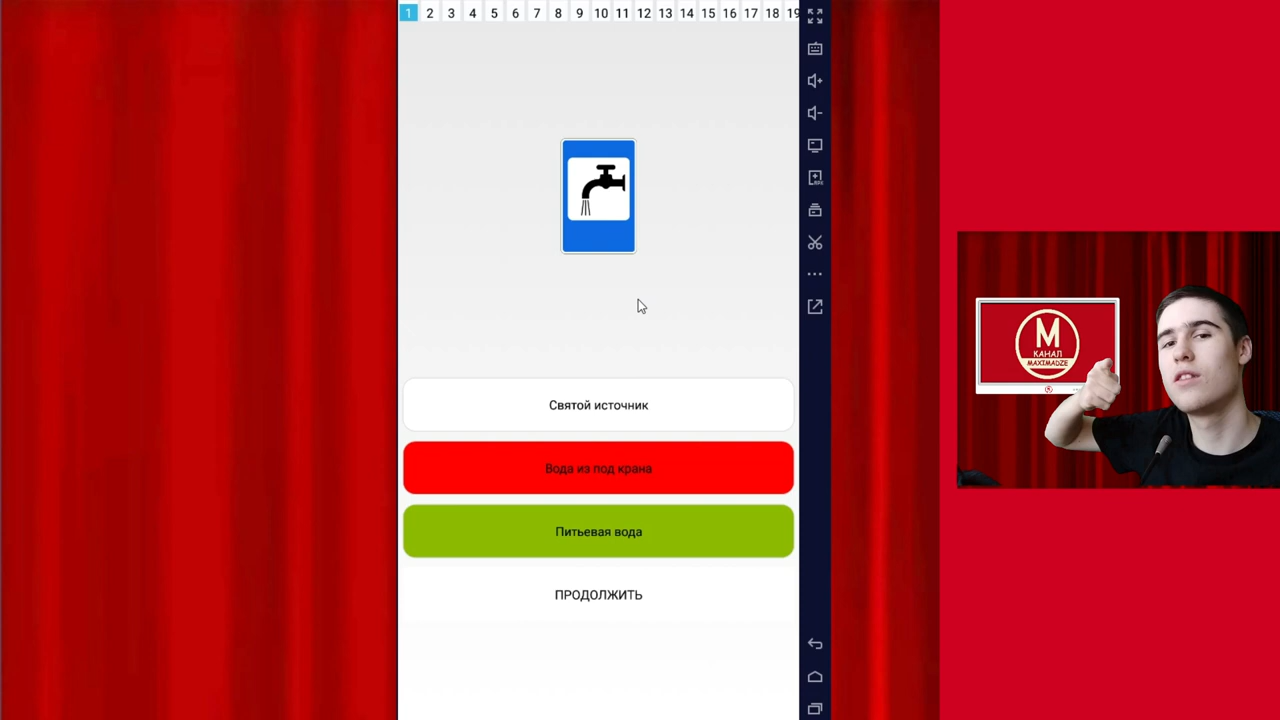 1 2 3 4 5 6 7 8 9 10 11 12 13 14 15 16 17 18 19
Святой источник
Вода из под крана
Питьевая вода
ПРОДОЛЖИТЬ
M
КАНАЛ
MAXIMADZE